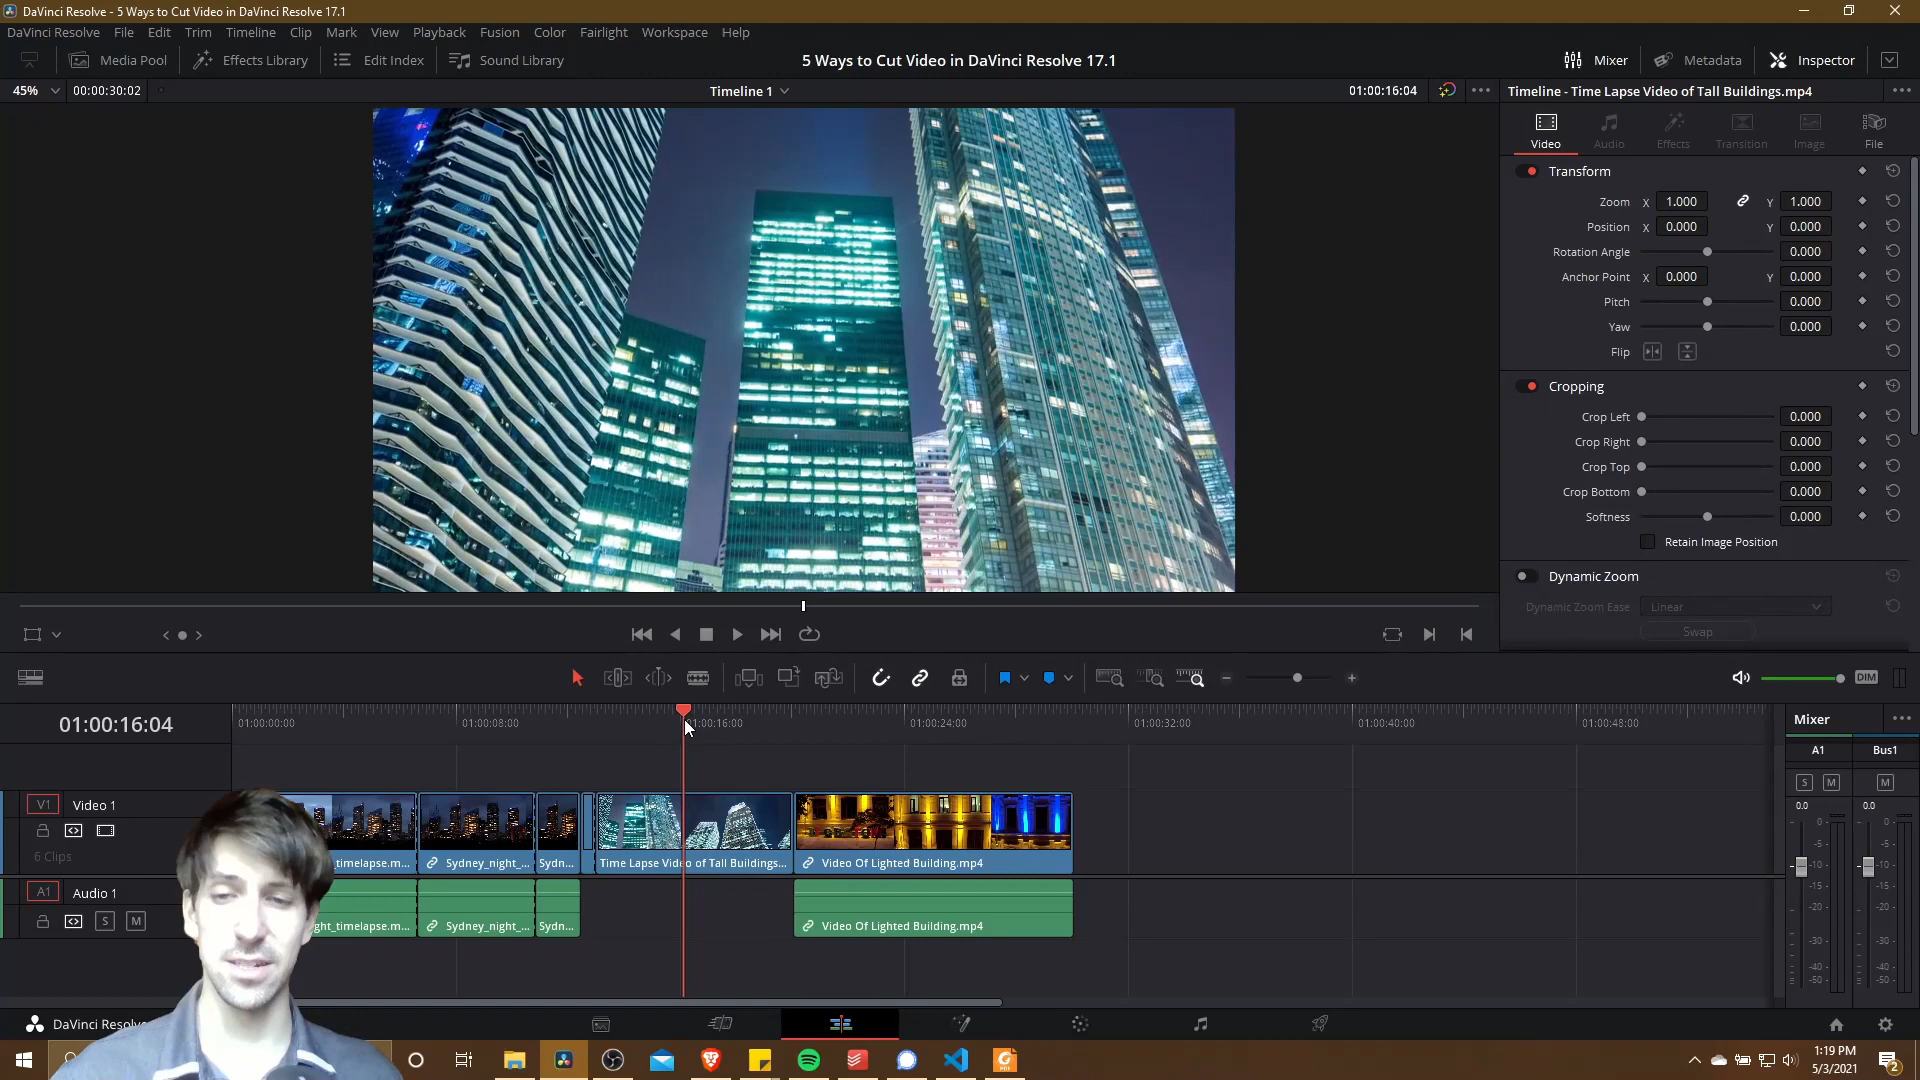 DaVinci Resolve - 5 Ways to Cut Video in DaVinci Resolve 17.1
DaVinci Resolve File Edit Trim Timeline Clip Mark View Playback Fusion Color Fairlight Workspace Help
Media Pool Effects Library Edit Index Sound Library 5 Ways to Cut Video in DaVinci Resolve 17.1 Mixer Metadata Inspector
45% 00:00:30:02 Timeline 1 01:00:16:04 Timeline - Time Lapse Video of Tall Buildings.mp4
Video Audio Effects Transition Image File
Transform
Zoom X 1.000 Y 1.000
Position X 0.000 Y 0.000
Rotation Angle 0.000
Anchor Point X 0.000 Y 0.000
Pitch 0.000
Yaw 0.000
Flip
Cropping
Crop Left 0.000
Crop Right 0.000
Crop Top 0.000
Crop Bottom 0.000
Softness 0.000
Retain Image Position
Dynamic Zoom
Dynamic Zoom Ease Linear
Swap
DIM
01:00:16:04 01:00:00:00 01:00:08:00 01:00:16:00 01:00:24:00 01:00:32:00 01:00:40:00 01:00:48:00
Mixer
A1 Bus1
S M M
0.0 0.0
V1 Video 1
6 Clips
timelapse.m... Sydney_night_... Sydn... Time Lapse Video of Tall Buildings... Video Of Lighted Building.mp4
A1 Audio 1
S M
ght_timelapse.m... Sydney_night_... Sydn... Video Of Lighted Building.mp4
0 0
-5 -5
-10 -10
-15 -15
-20 -20
-30 -30
-40 -40
-50 -50
DaVinci Resolve
1:19 PM
5/3/2021
2